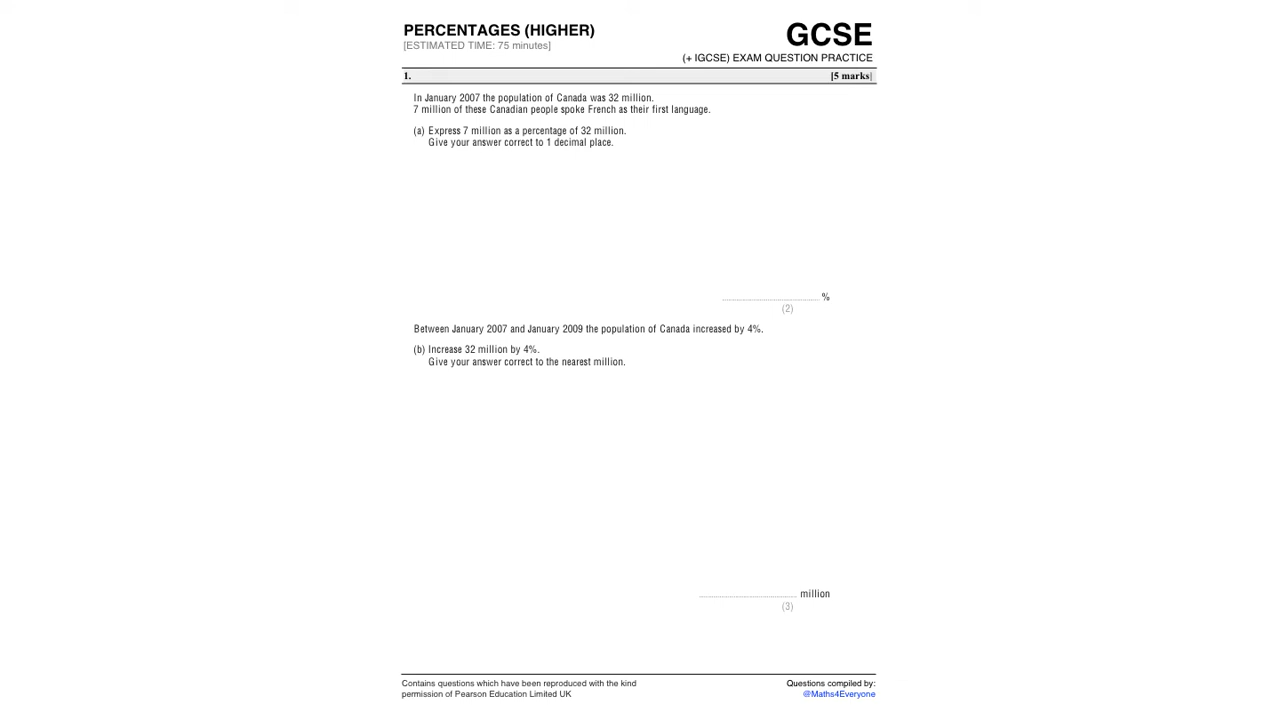 PERCENTAGES (HIGHER)
GCSE
[ESTIMATED TIME: 75 minutes]
(+ IGCSE) EXAM QUESTION PRACTICE
1. [5 marks]
In January 2007 the population of Canada was 32 million.
7 million of these Canadian people spoke French as their first language.
(a) Express 7 million as a percentage of 32 million.
Give your answer correct to 1 decimal place.
.......................................... %
(2)
Between January 2007 and January 2009 the population of Canada increased by 4%.
(b) Increase 32 million by 4%.
Give your answer correct to the nearest million.
.......................................... million
(3)
Contains questions which have been reproduced with the kind
permission of Pearson Education Limited UK
Questions compiled by:
@Maths4Everyone